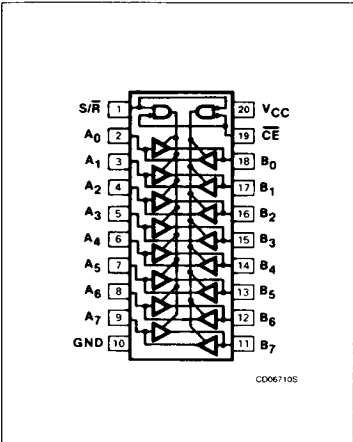 S/R̅ 1 20 VCC
A0 2 19 C̅E̅
A1 3 18 B0
A2 4 17 B1
A3 5 16 B2
A4 6 15 B3
A5 7 14 B4
A6 8 13 B5
A7 9 12 B6
GND 10 11 B7
CD06710S